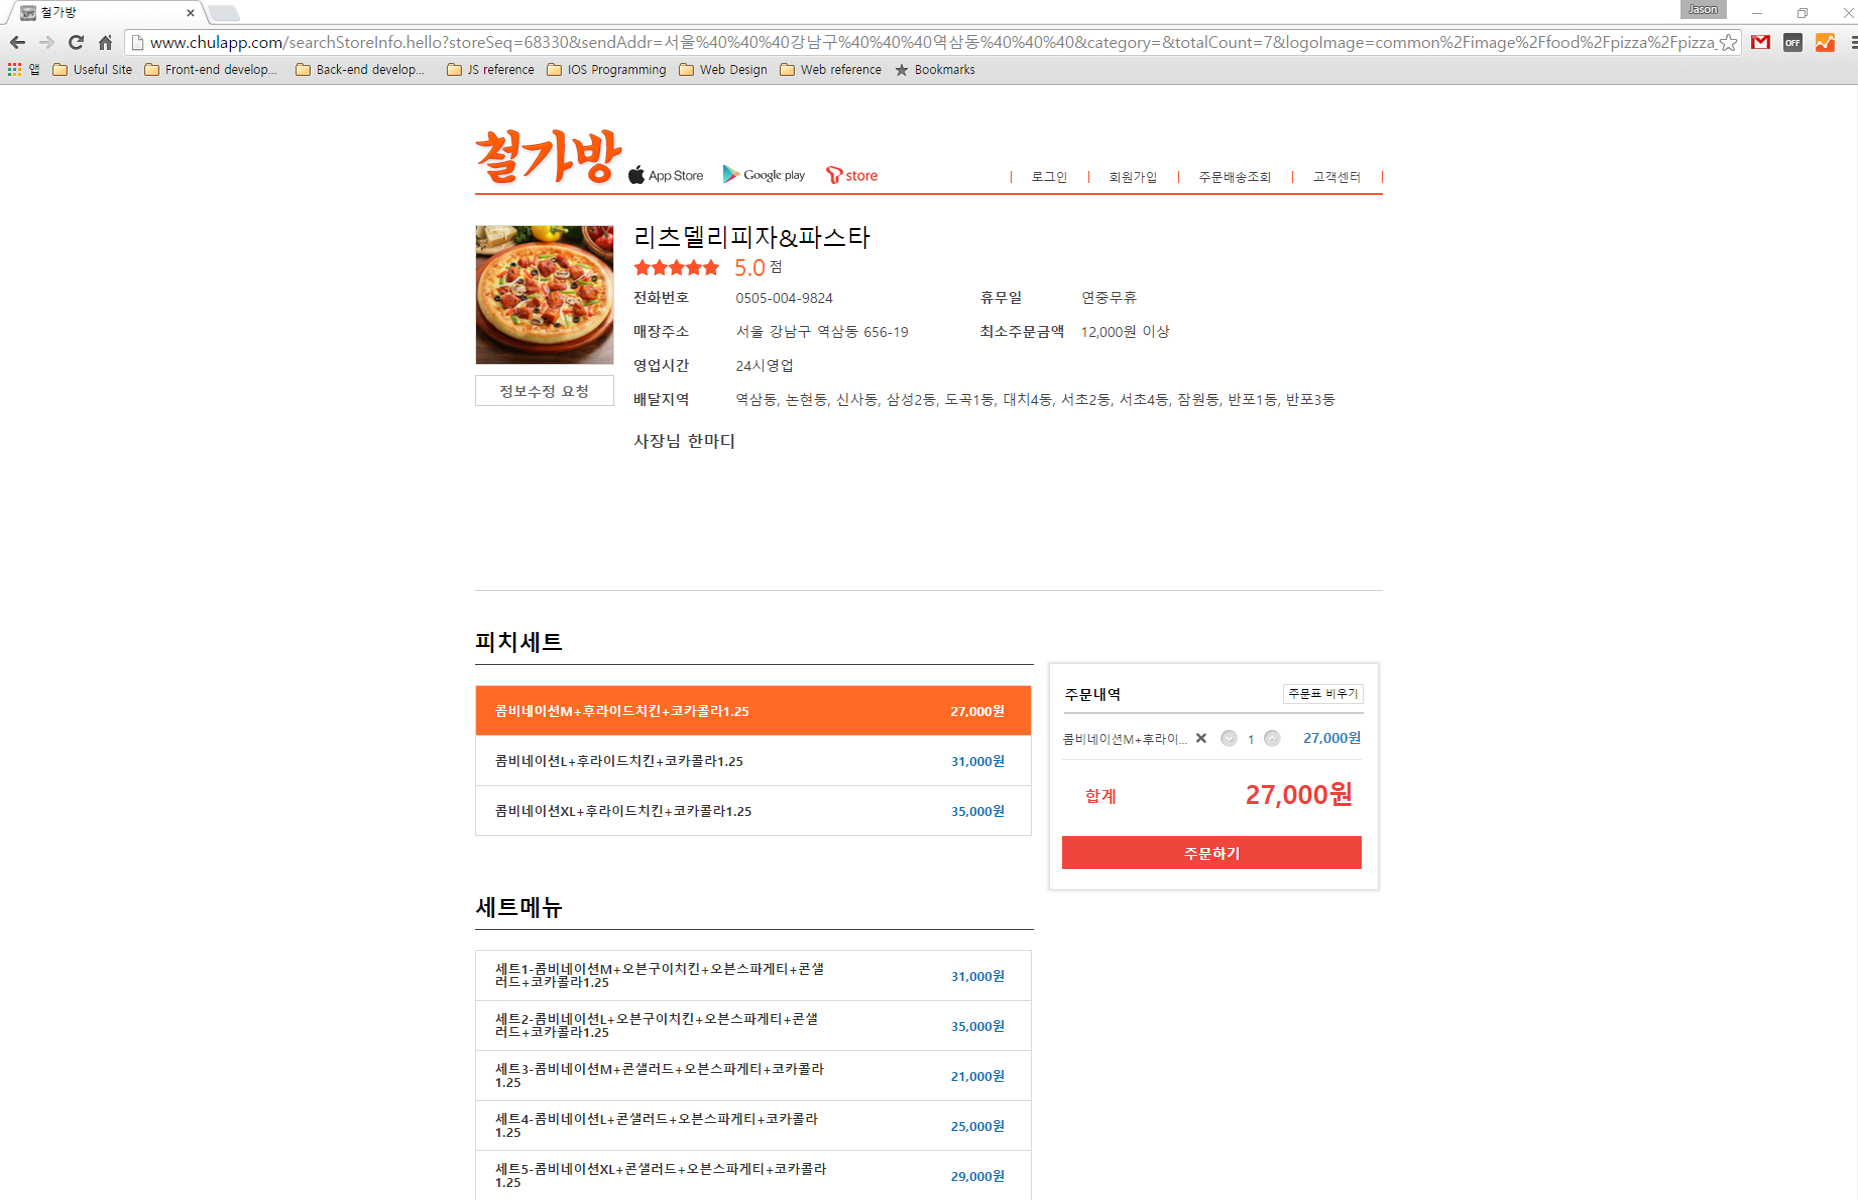 철가방
Jason
www.chulapp.com/searchStoreInfo.hello?storeSeq=68330&sendAddr=서울%40%40%40강남구%40%40%40역삼동%40%40%40&category=&totalCount=7&logoImage=common%2Fimage%2Ffood%2Fpizza%2Fpizza_
OFF
앱 Useful Site Front-end develop... Back-end develop... JS reference IOS Programming Web Design Web reference Bookmarks
철가방 App Store Google play T store
로그인 회원가입 주문배송조회 고객센터
리츠델리피자&파스타
5.0 점
전화번호 0505-004-9824 휴무일 연중무휴
매장주소 서울 강남구 역삼동 656-19 최소주문금액 12,000원 이상
영업시간 24시영업
정보수정 요청
배달지역 역삼동, 논현동, 신사동, 삼성2동, 도곡1동, 대치4동, 서초2동, 서초4동, 잠원동, 반포1동, 반포3동
사장님 한마디
피치세트
콤비네이션M+후라이드치킨+코카콜라1.25 27,000원
콤비네이션L+후라이드치킨+코카콜라1.25 31,000원
콤비네이션XL+후라이드치킨+코카콜라1.25 35,000원
주문내역 주문표 비우기
콤비네이션M+후라이... 1 27,000원
합계 27,000원
주문하기
세트메뉴
세트1-콤비네이션M+오븐구이치킨+오븐스파게티+콘샐
러드+코카콜라1.25 31,000원
세트2-콤비네이션L+오븐구이치킨+오븐스파게티+콘샐
러드+코카콜라1.25 35,000원
세트3-콤비네이션M+콘샐러드+오븐스파게티+코카콜라
1.25 21,000원
세트4-콤비네이션L+콘샐러드+오븐스파게티+코카콜라
1.25 25,000원
세트5-콤비네이션XL+콘샐러드+오븐스파게티+코카콜라
1.25 29,000원